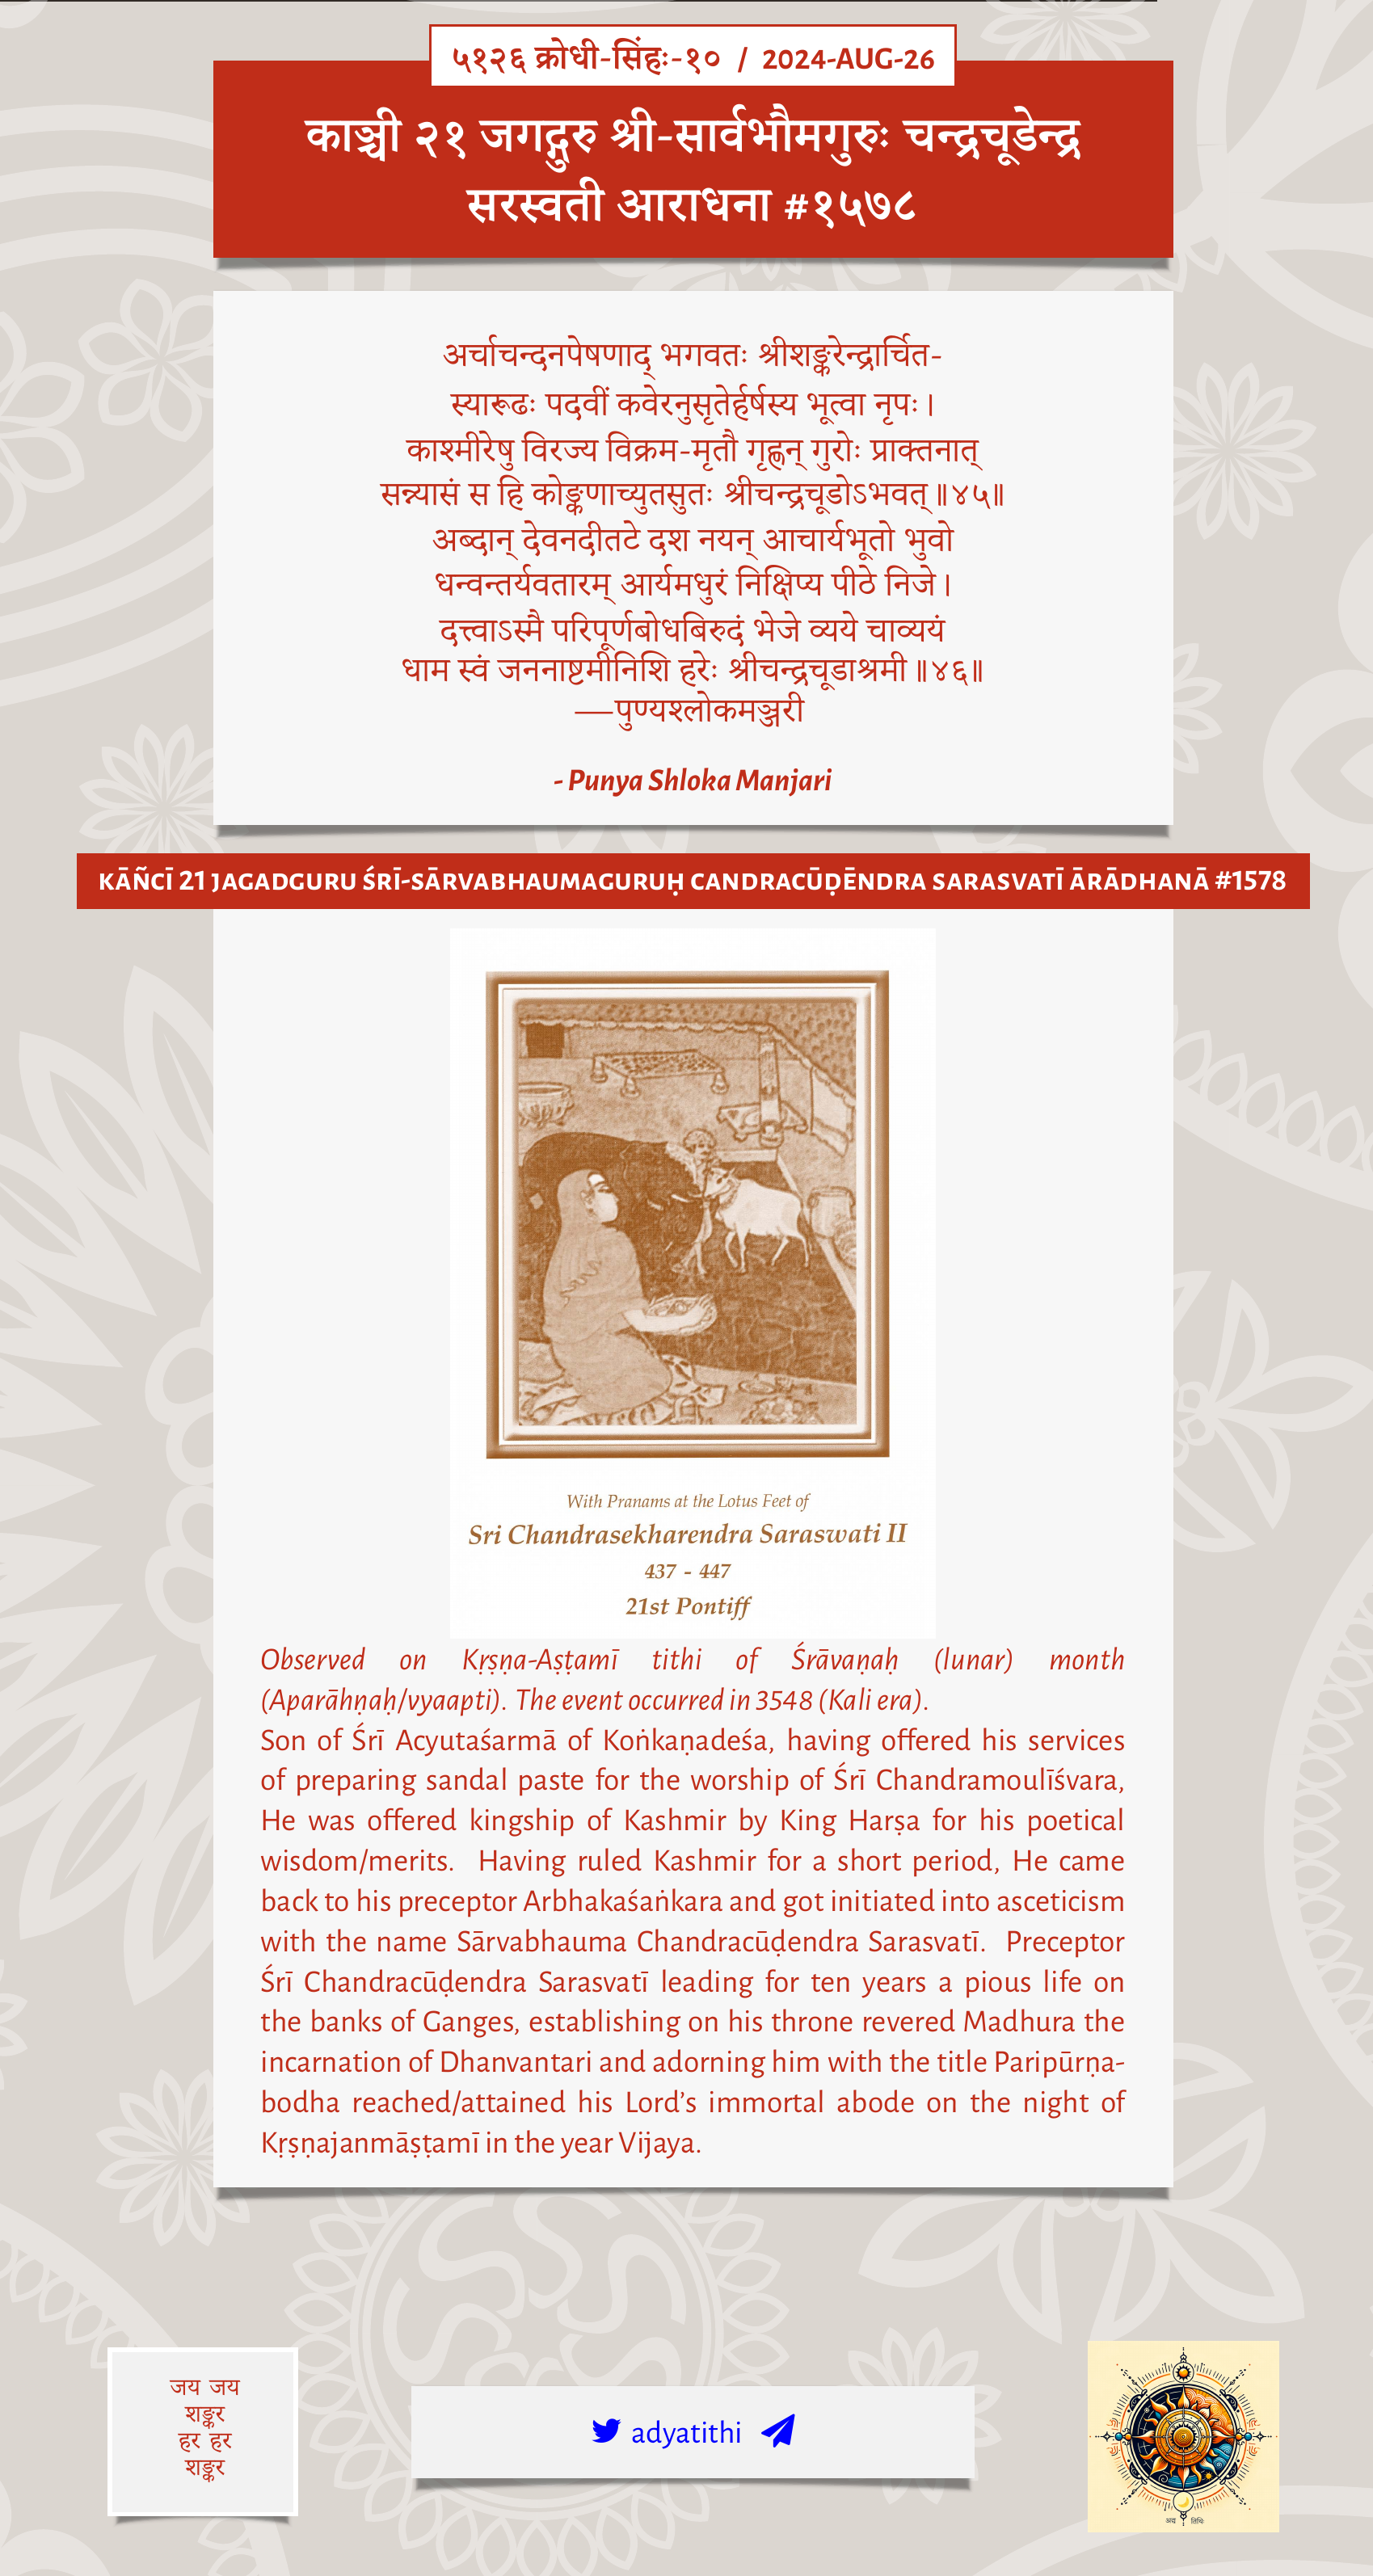 ५१२६ क्रोधी-सिंहः-१० / 2024-AUG-26
काञ्ची २१ जगद्गुरु श्री-सार्वभौमगुरुः चन्द्रचूडेन्द्र
सरस्वती आराधना #१५७८
अर्चाचन्दनपेषणाद् भगवतः श्रीशङ्करेन्द्रार्चित-
स्यारूढः पदवीं कवेरनुसृतेर्हर्षस्य भूत्वा नृपः।
काश्मीरेषु विरज्य विक्रम-मृतौ गृह्णन् गुरोः प्राक्तनात्
सन्न्यासं स हि कोङ्कणाच्युतसुतः श्रीचन्द्रचूडोऽभवत्॥४५॥
अब्दान् देवनदीतटे दश नयन् आचार्यभूतो भुवो
धन्वन्तर्यवतारम् आर्यमधुरं निक्षिप्य पीठे निजे।
दत्त्वाऽस्मै परिपूर्णबोधबिरुदं भेजे व्यये चाव्ययं
धाम स्वं जननाष्टमीनिशि हरेः श्रीचन्द्रचूडाश्रमी॥४६॥
—पुण्यश्लोकमञ्जरी
- Punya Shloka Manjari
KĀÑCĪ 21 JAGADGURU ŚRĪ-SĀRVABHAUMAGURUḤ CANDRACŪḌĒNDRA SARASVATĪ ĀRĀDHANĀ #1578
With Pranams at the Lotus Feet of
Sri Chandrasekharendra Saraswati II
437 - 447
21st Pontiff
Observed on Kṛṣṇa-Aṣṭamī tithi of Śrāvaṇaḥ (lunar) month
(Aparāhṇaḥ/vyaapti). The event occurred in 3548 (Kali era).
Son of Śrī Acyutaśarmā of Koṅkaṇadeśa, having offered his services
of preparing sandal paste for the worship of Śrī Chandramoulīśvara,
He was offered kingship of Kashmir by King Harṣa for his poetical
wisdom/merits. Having ruled Kashmir for a short period, He came
back to his preceptor Arbhakaśaṅkara and got initiated into asceticism
with the name Sārvabhauma Chandracūḍendra Sarasvatī. Preceptor
Śrī Chandracūḍendra Sarasvatī leading for ten years a pious life on
the banks of Ganges, establishing on his throne revered Madhura the
incarnation of Dhanvantari and adorning him with the title Paripūrṇa-
bodha reached/attained his Lord's immortal abode on the night of
Kṛṣṇajanmāṣṭamī in the year Vijaya.
जय जय
शङ्कर
हर हर
शङ्कर
adyatithi
अद्य तिथिः